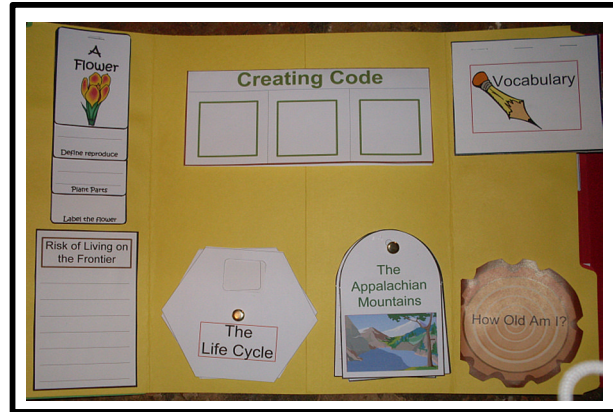 A
Flower
Define reproduce
Plant Parts
Label the flower
Creating Code
Vocabulary
Risk of Living on
the Frontier
The
Life Cycle
The
Appalachian
Mountains
How Old Am I?